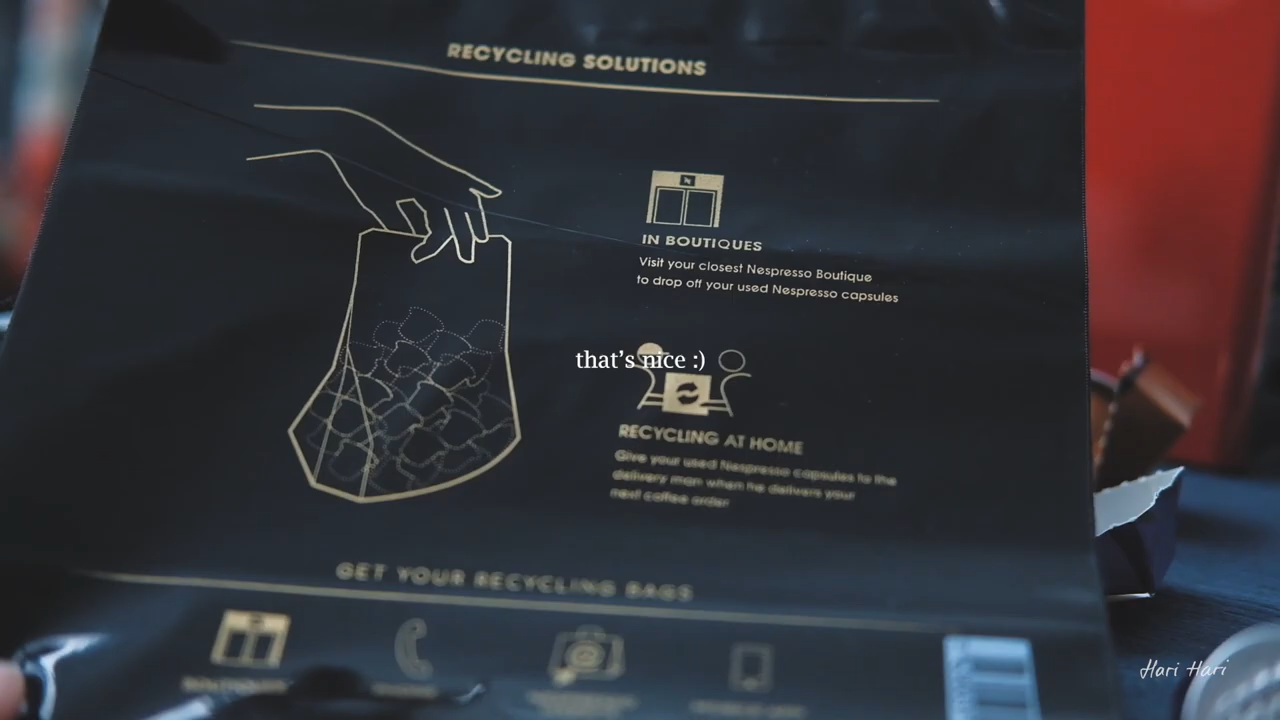 RECYCLING SOLUTIONS
IN BOUTIQUES
Visit your closest Nespresso Boutique
to drop off your used Nespresso capsules
that's nice :)
RECYCLING AT HOME
Give your used Nespresso capsules to the
delivery man when he delivers your
next coffee order
GET YOUR RECYCLING BAGS
Hari Hari